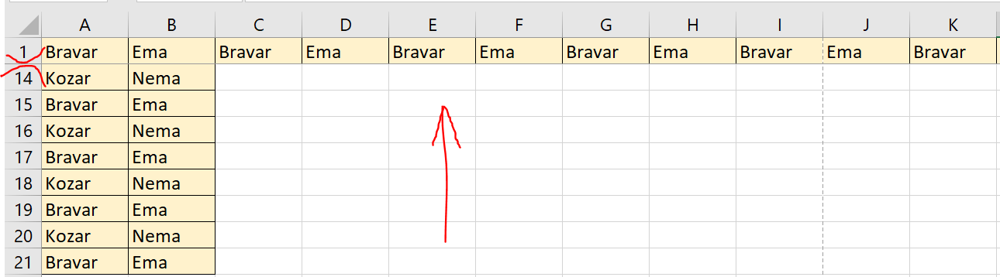 A B C D E F G H I J K
1 Bravar Ema Bravar Ema Bravar Ema Bravar Ema Bravar Ema Bravar
14 Kozar Nema
15 Bravar Ema
16 Kozar Nema
17 Bravar Ema
18 Kozar Nema
19 Bravar Ema
20 Kozar Nema
21 Bravar Ema